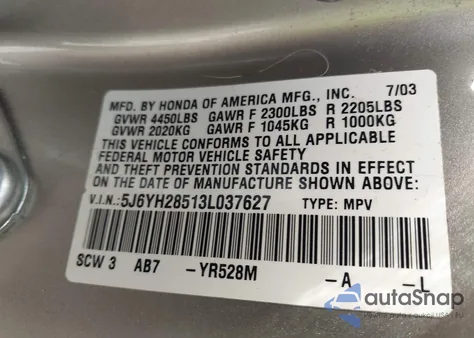 MFD. BY HONDA OF AMERICA MFG., INC. 7/03
GVWR 4450LBS GAWR F 2300LBS R 2205LBS
GVWR 2020KG GAWR F 1045KG R 1000KG
THIS VEHICLE CONFORMS TO ALL APPLICABLE
FEDERAL MOTOR VEHICLE SAFETY AND
THEFT PREVENTION STANDARDS IN EFFECT
ON THE DATE OF MANUFACTURE SHOWN ABOVE.
V.I.N.:5J6YH28513L037627 TYPE: MPV
SCW 3 AB7 -YR528M -A -L
autoSnap